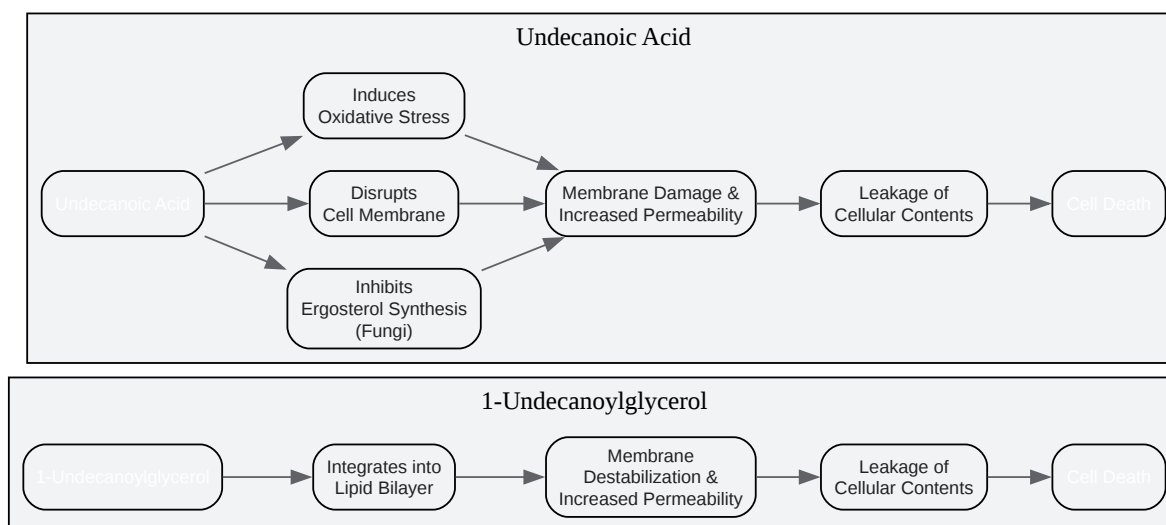 Undecanoic Acid
Induces
Oxidative Stress
Undecanoic Acid
Disrupts
Cell Membrane
Inhibits
Ergosterol Synthesis
(Fungi)
Membrane Damage &
Increased Permeability
Leakage of
Cellular Contents
Cell Death
1-Undecanoylglycerol
1-Undecanoylglycerol
Integrates into
Lipid Bilayer
Membrane
Destabilization &
Increased Permeability
Leakage of
Cellular Contents
Cell Death